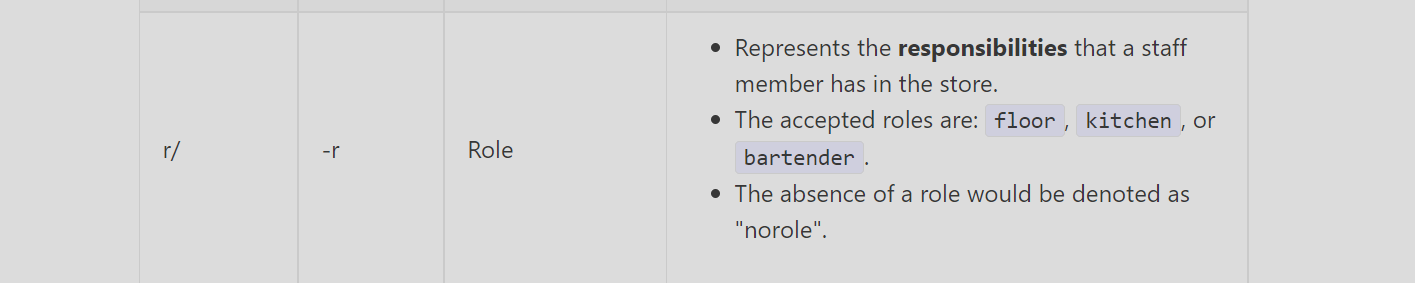 Represents the responsibilities that a staff
member has in the store.
The accepted roles are: floor, kitchen, or
r/ -r Role
bartender.
The absence of a role would be denoted as
"norole".